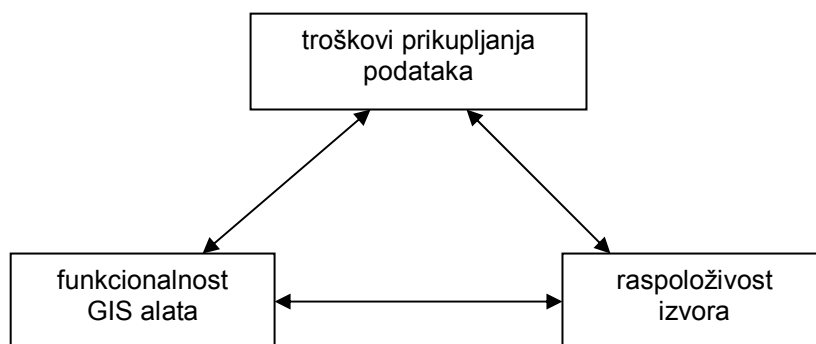 troškovi prikupljanja
podataka
funkcionalnost
GIS alata
raspoloživost
izvora